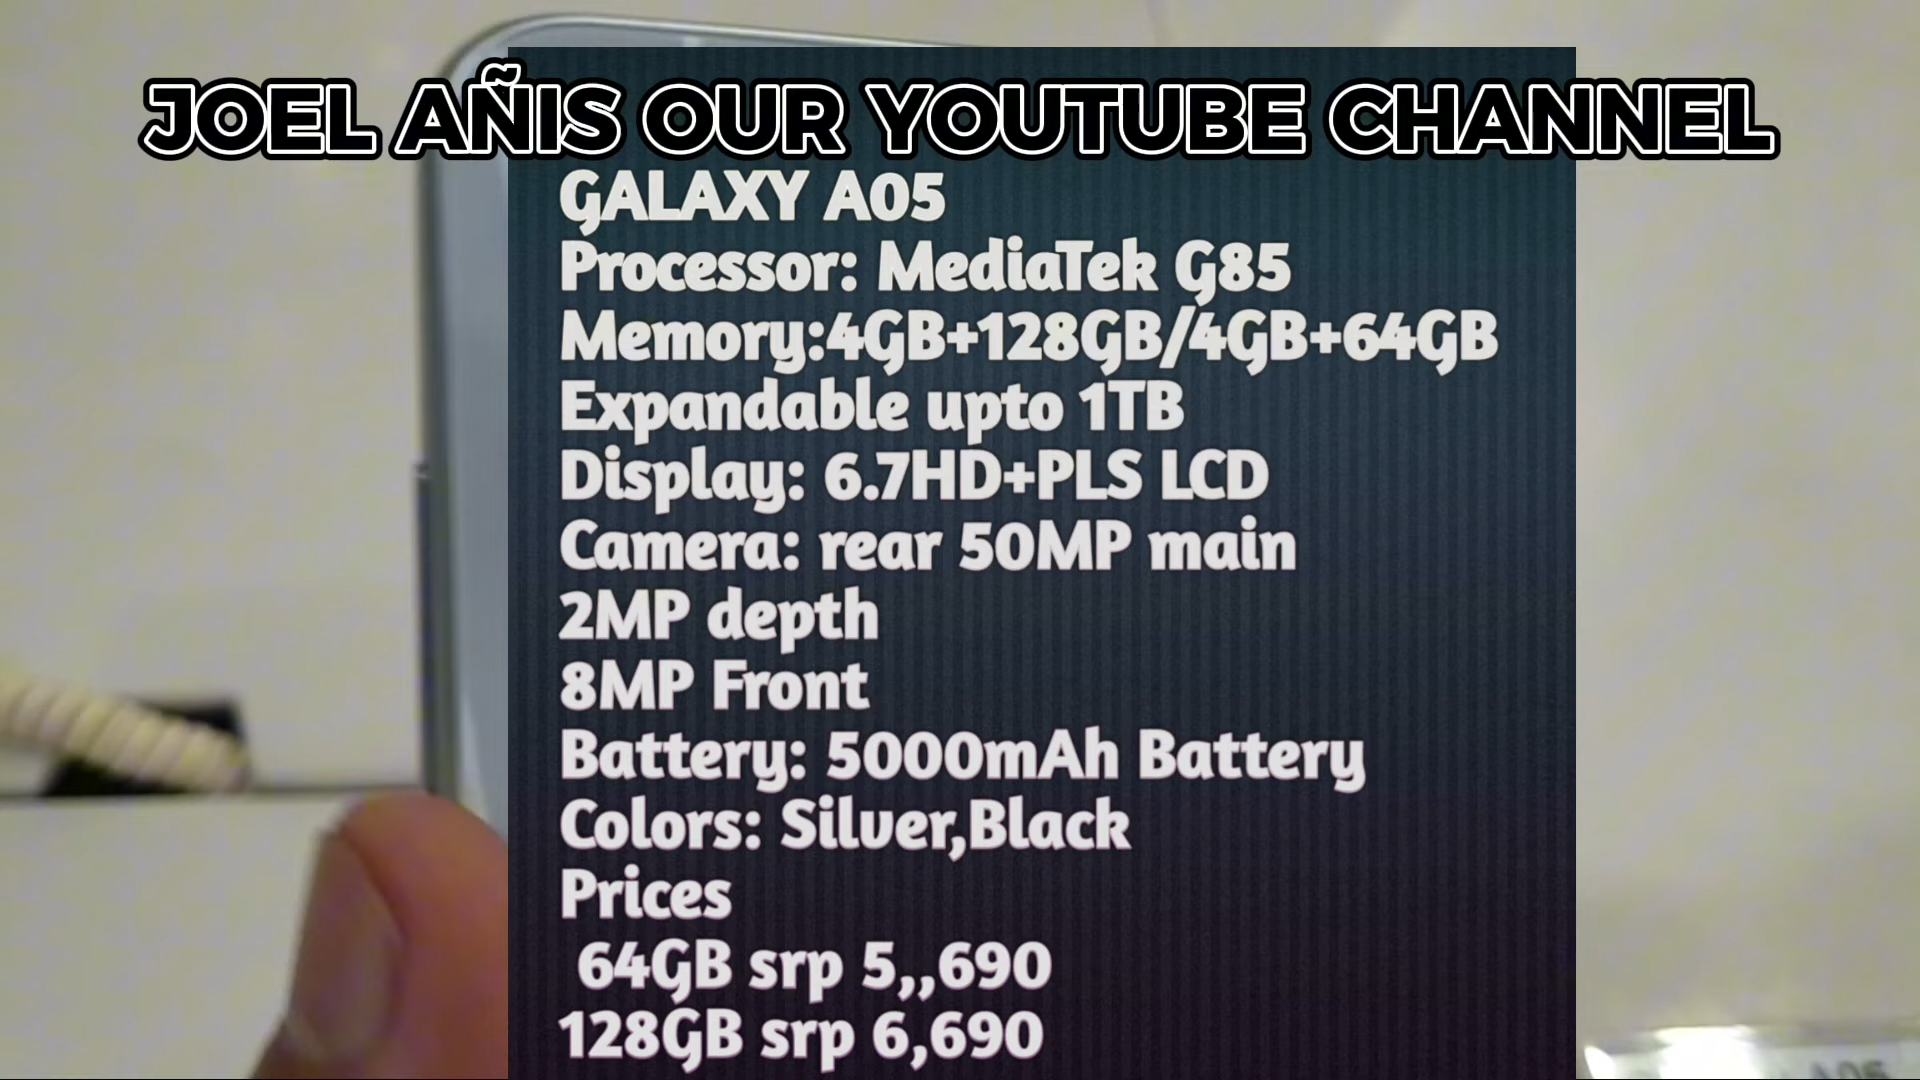 JOEL AÑIS OUR YOUTUBE CHANNEL
GALAXY A05
Processor: MediaTek G85
Memory:4GB+128GB/4GB+64GB
Expandable upto 1TB
Display: 6.7HD+PLS LCD
Camera: rear 50MP main
2MP depth
8MP Front
Battery: 5000mAh Battery
Colors: Silver,Black
Prices
64GB srp 5,,690
128GB srp 6,690
A05